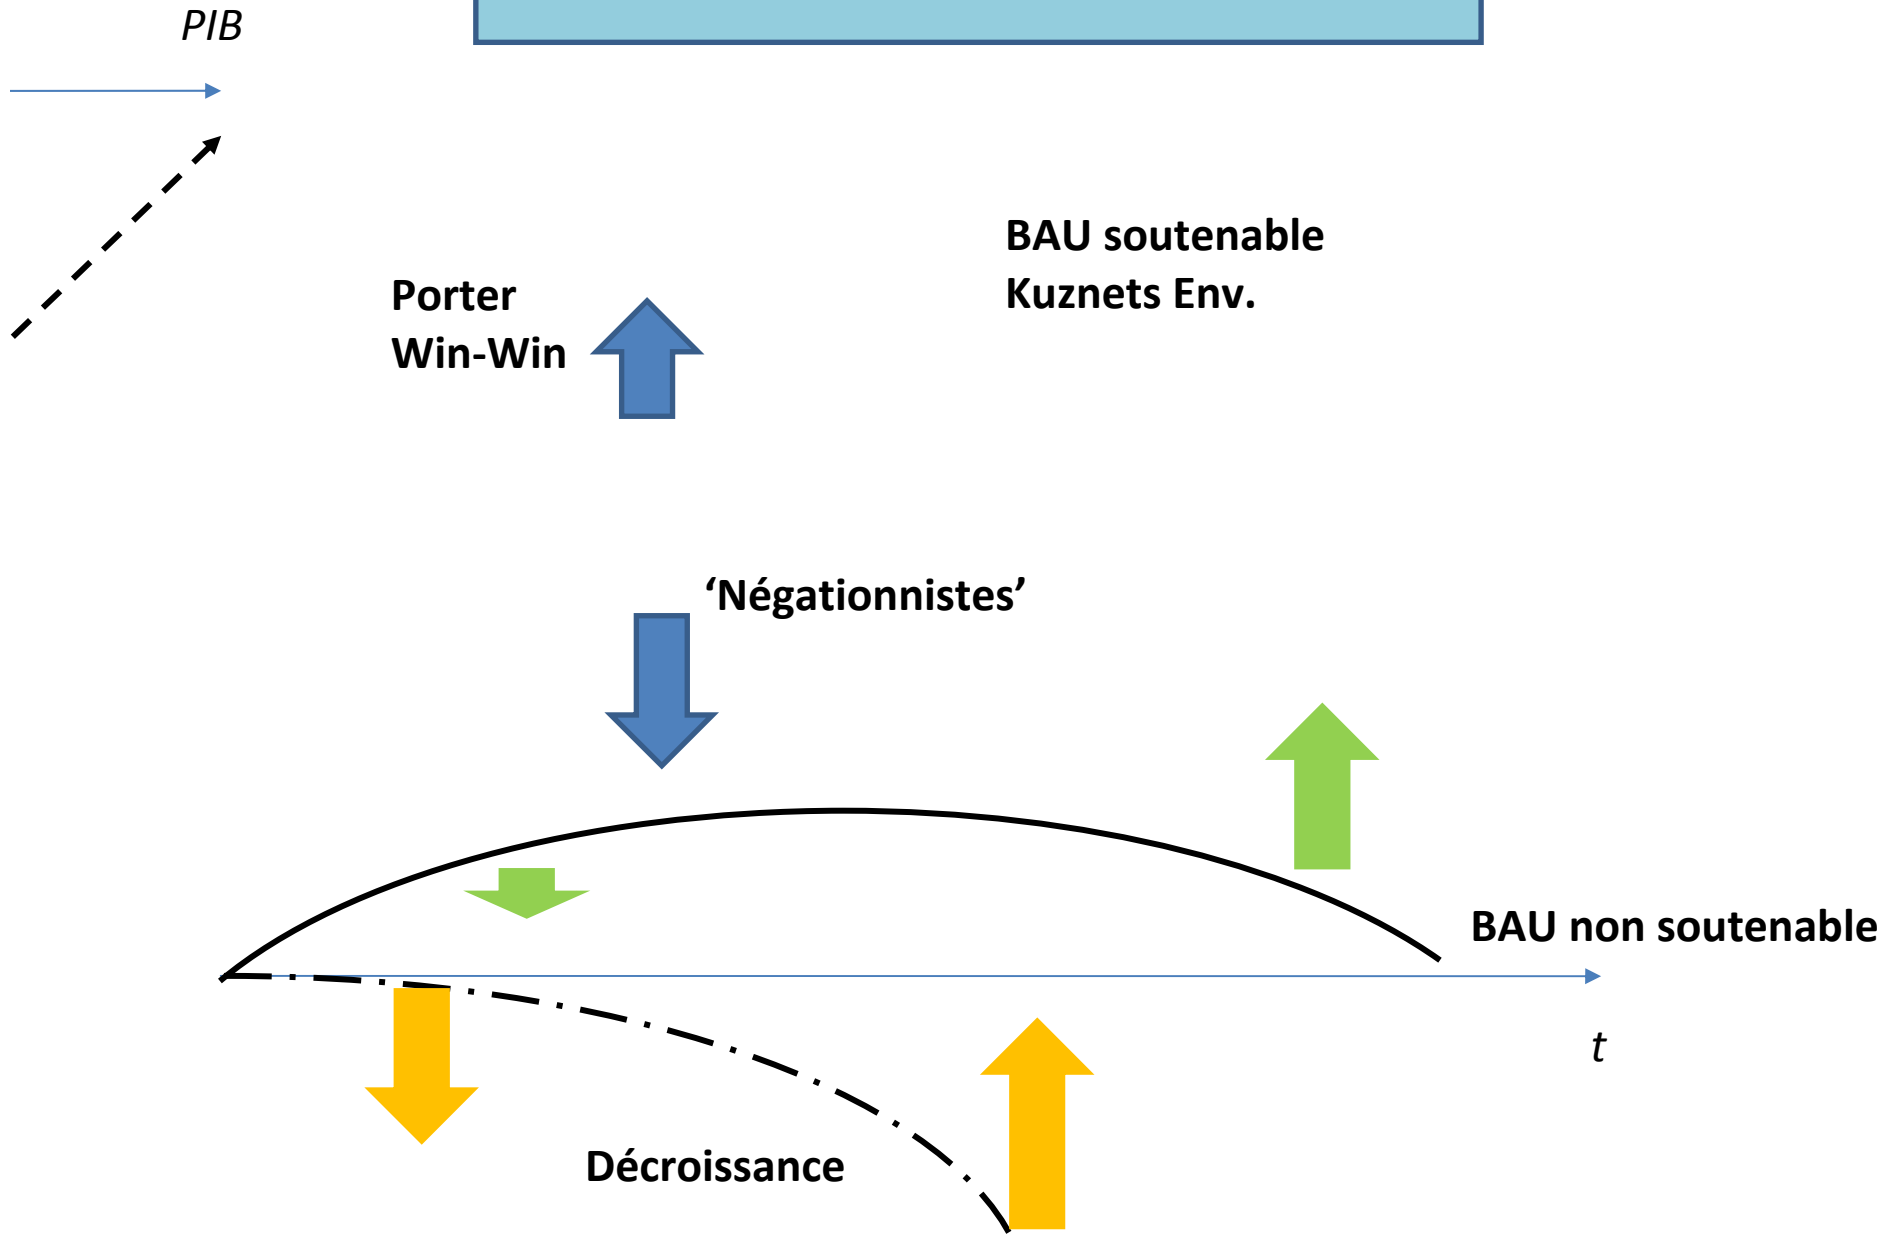 PIB
BAU soutenable
Kuznets Env.
Porter
Win-Win
‘Négationnistes’
BAU non soutenable
t
Décroissance